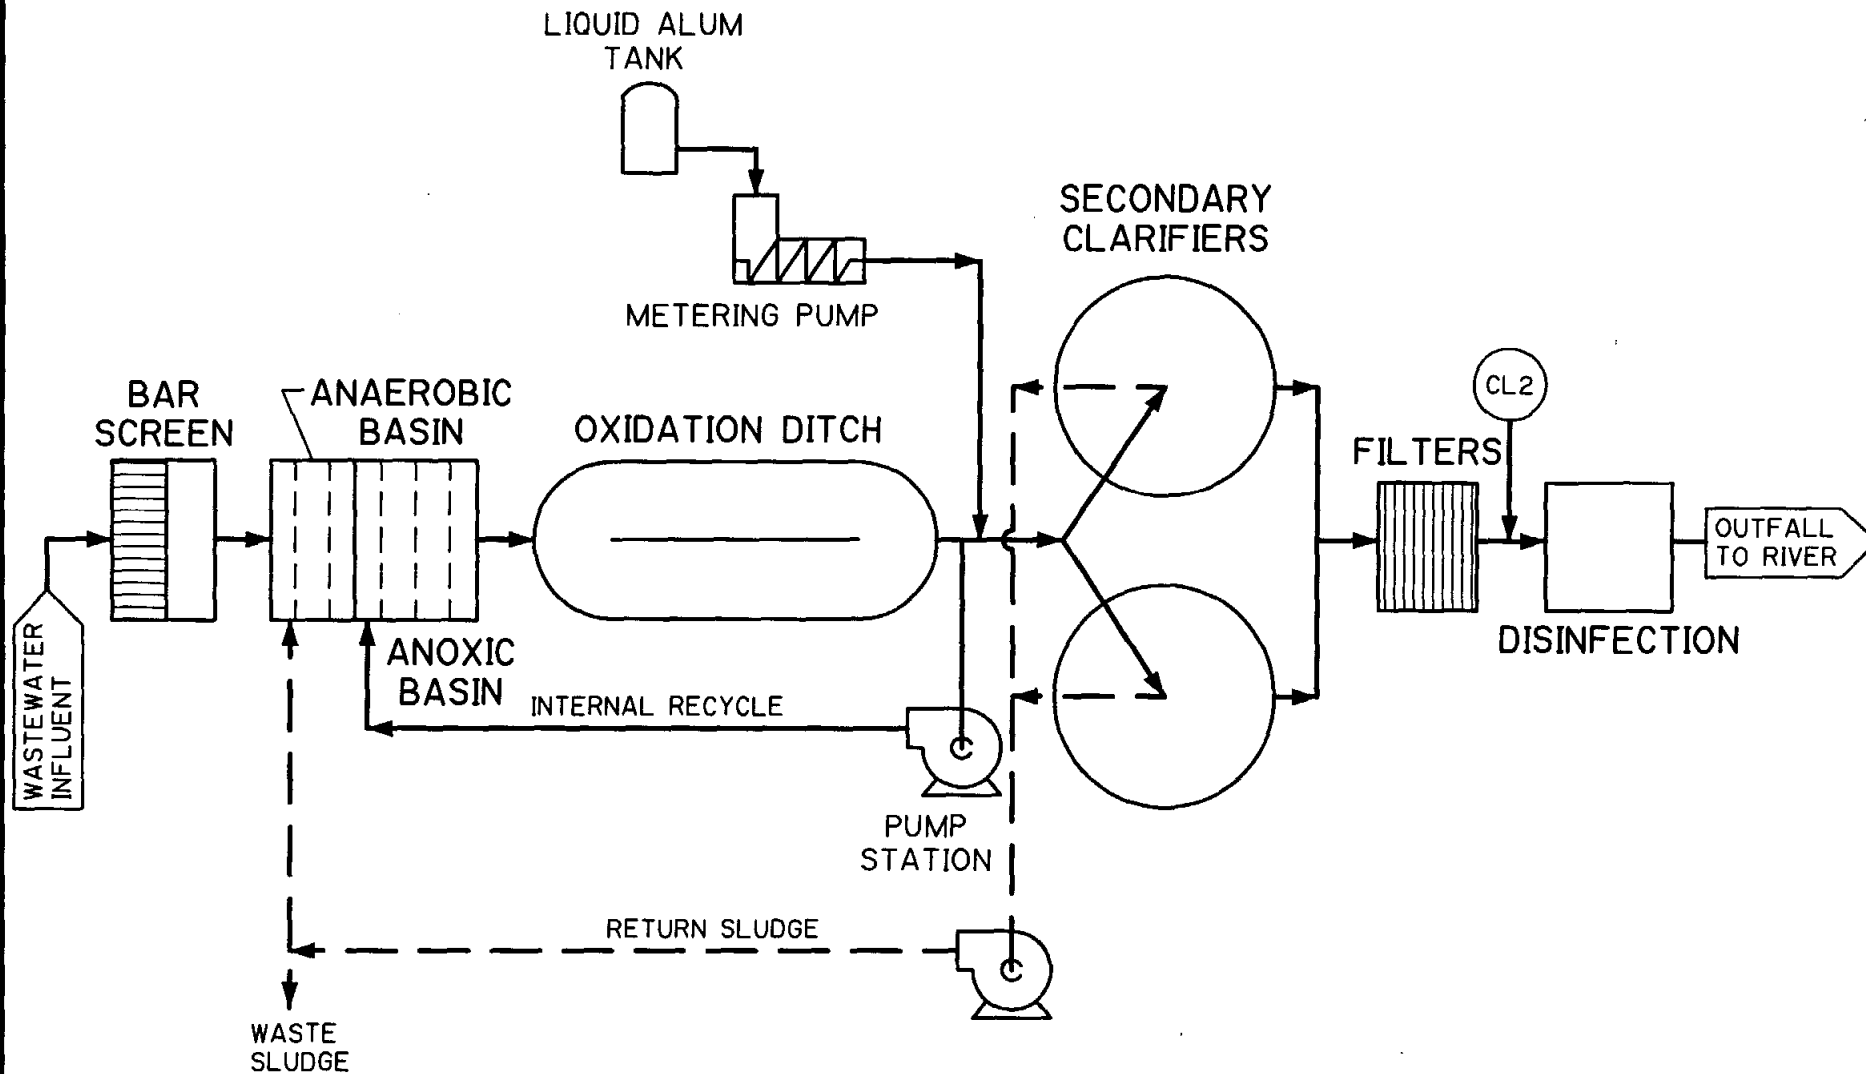 LIQUID ALUM
TANK
METERING PUMP
SECONDARY
CLARIFIERS
BAR
SCREEN
ANAEROBIC
BASIN
OXIDATION DITCH
CL2
FILTERS
OUTFALL
TO RIVER
DISINFECTION
WASTEWATER
INFLUENT
ANOXIC
BASIN
INTERNAL RECYCLE
PUMP
STATION
RETURN SLUDGE
WASTE
SLUDGE